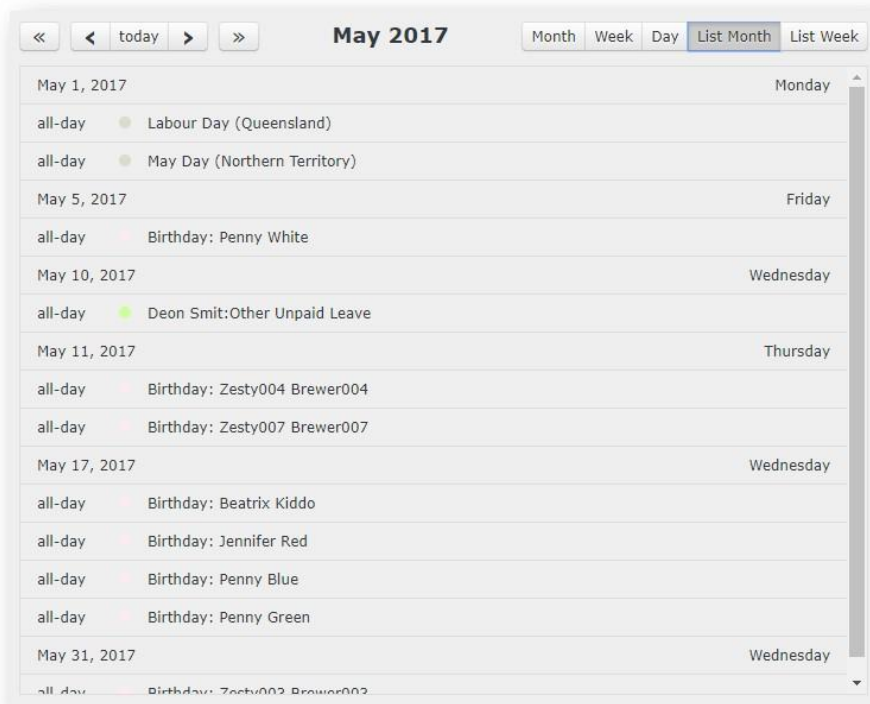 « < today > » May 2017 Month Week Day List Month List Week
May 1, 2017 Monday
all-day Labour Day (Queensland)
all-day May Day (Northern Territory)
May 5, 2017 Friday
all-day Birthday: Penny White
May 10, 2017 Wednesday
all-day Deon Smit:Other Unpaid Leave
May 11, 2017 Thursday
all-day Birthday: Zesty004 Brewer004
all-day Birthday: Zesty007 Brewer007
May 17, 2017 Wednesday
all-day Birthday: Beatrix Kiddo
all-day Birthday: Jennifer Red
all-day Birthday: Penny Blue
all-day Birthday: Penny Green
May 31, 2017 Wednesday
all-day Birthday: